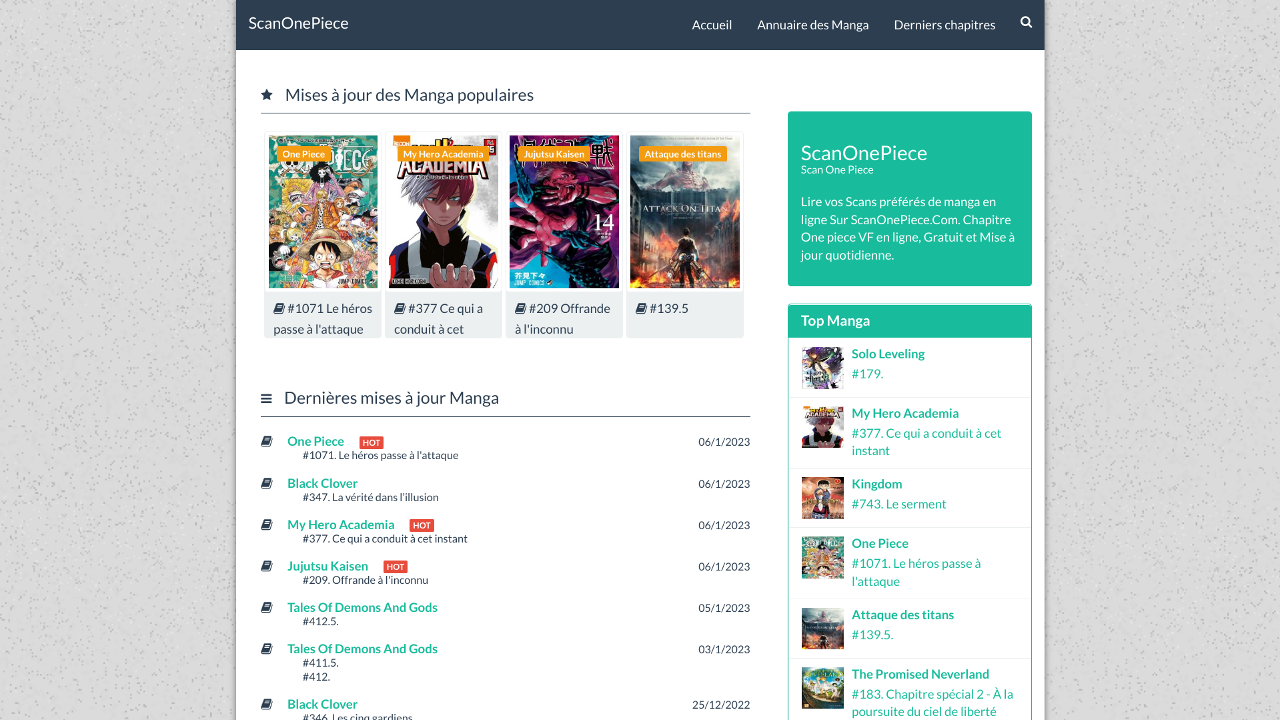 ScanOnePiece
Accueil
Annuaire des Manga
Derniers chapitres
Mises à jour des Manga populaires
One Piece
My Hero Academia
ACADEMIA
Jujutsu Kaisen
14
JUMP COMICS
Attaque des titans
ATTACK ON TITAN
#1071 Le héros
passe à l'attaque
#377 Ce qui a
conduit à cet
#209 Offrande
à l'inconnu
#139.5
Dernières mises à jour Manga
One Piece HOT 06/1/2023
#1071. Le héros passe à l'attaque
Black Clover 06/1/2023
#347. La vérité dans l'illusion
My Hero Academia HOT 06/1/2023
#377. Ce qui a conduit à cet instant
Jujutsu Kaisen HOT 06/1/2023
#209. Offrande à l'inconnu
Tales Of Demons And Gods 05/1/2023
#412.5.
Tales Of Demons And Gods 03/1/2023
#411.5.
#412.
Black Clover 25/12/2022
#346. Les cinq gardiens
ScanOnePiece
Scan One Piece
Lire vos Scans préférés de manga en
ligne Sur ScanOnePiece.Com. Chapitre
One piece VF en ligne, Gratuit et Mise à
jour quotidienne.
Top Manga
Solo Leveling
#179.
My Hero Academia
#377. Ce qui a conduit à cet
instant
Kingdom
#743. Le serment
One Piece
#1071. Le héros passe à
l'attaque
Attaque des titans
#139.5.
The Promised Neverland
#183. Chapitre spécial 2 - À la
poursuite du ciel de liberté